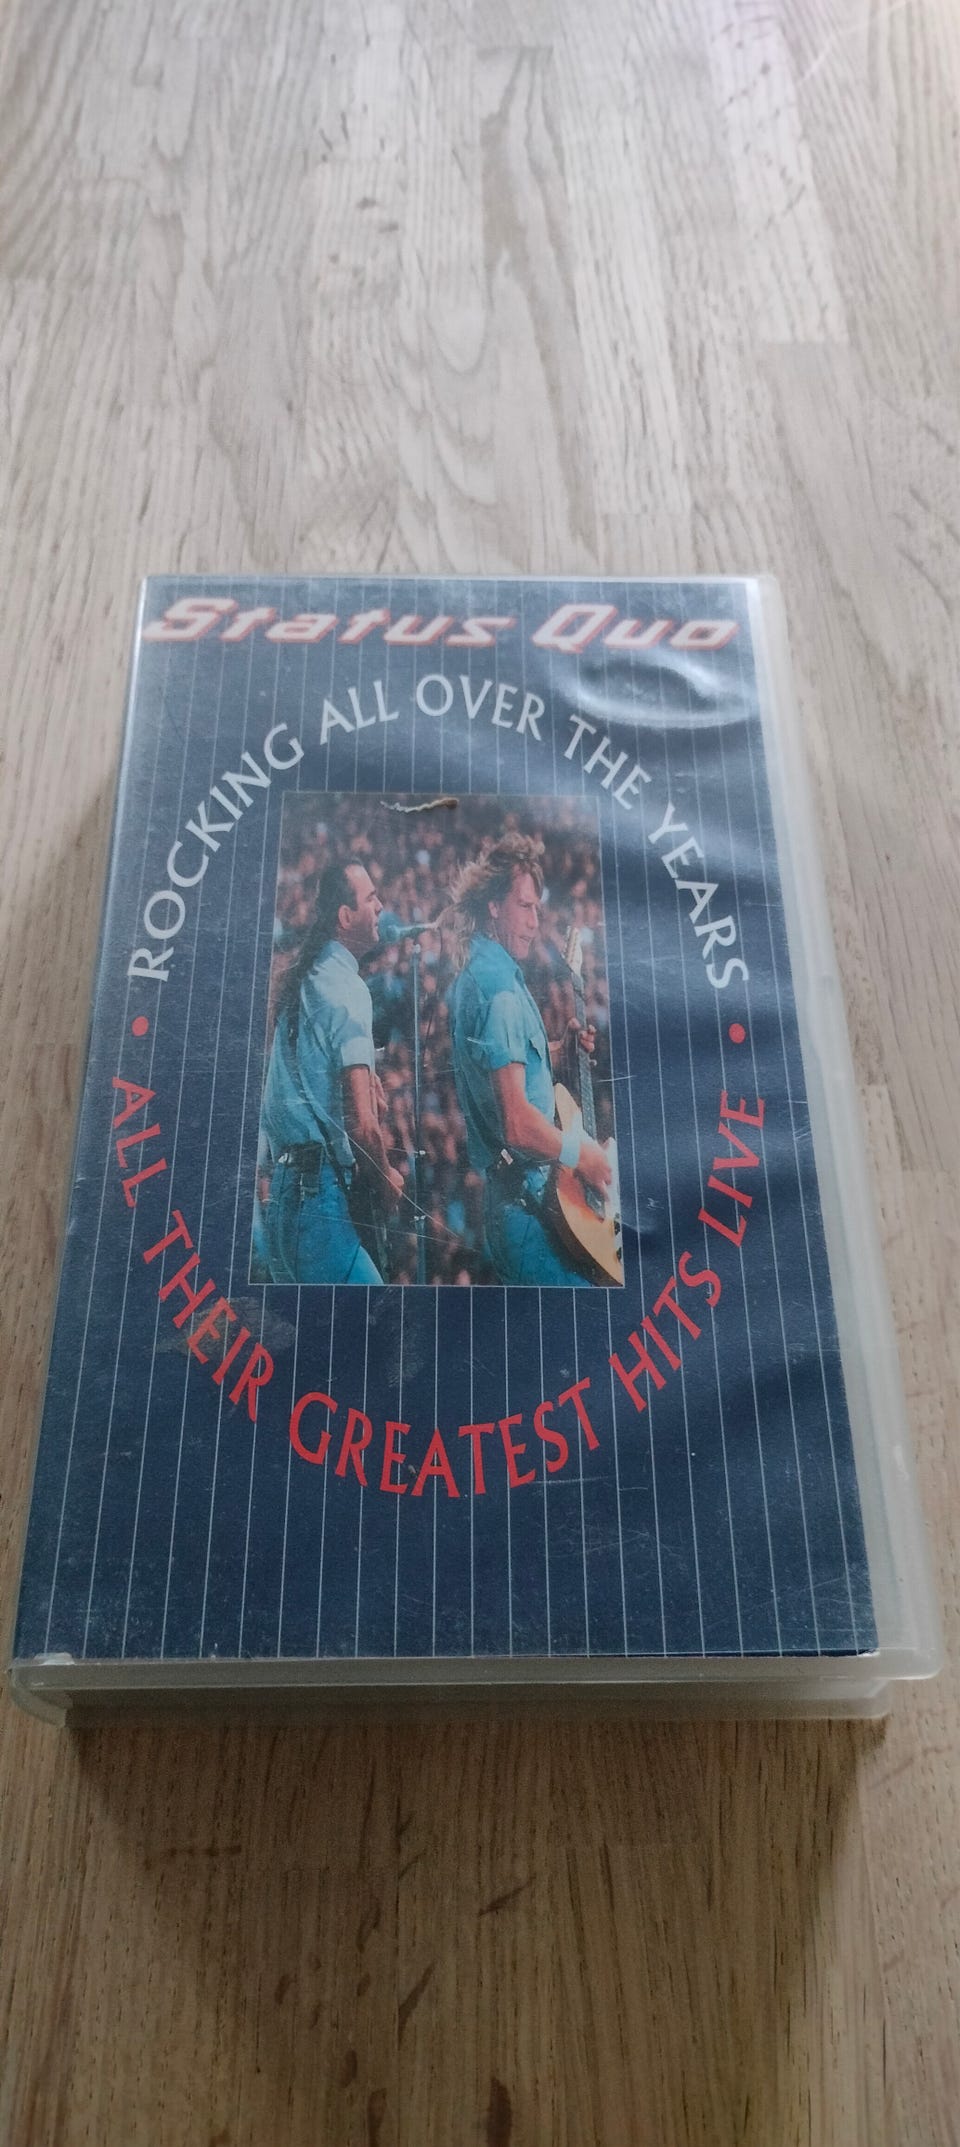 Status Quo
ROCKING ALL OVER THE YEARS
• ALL THEIR GREATEST HITS LIVE •